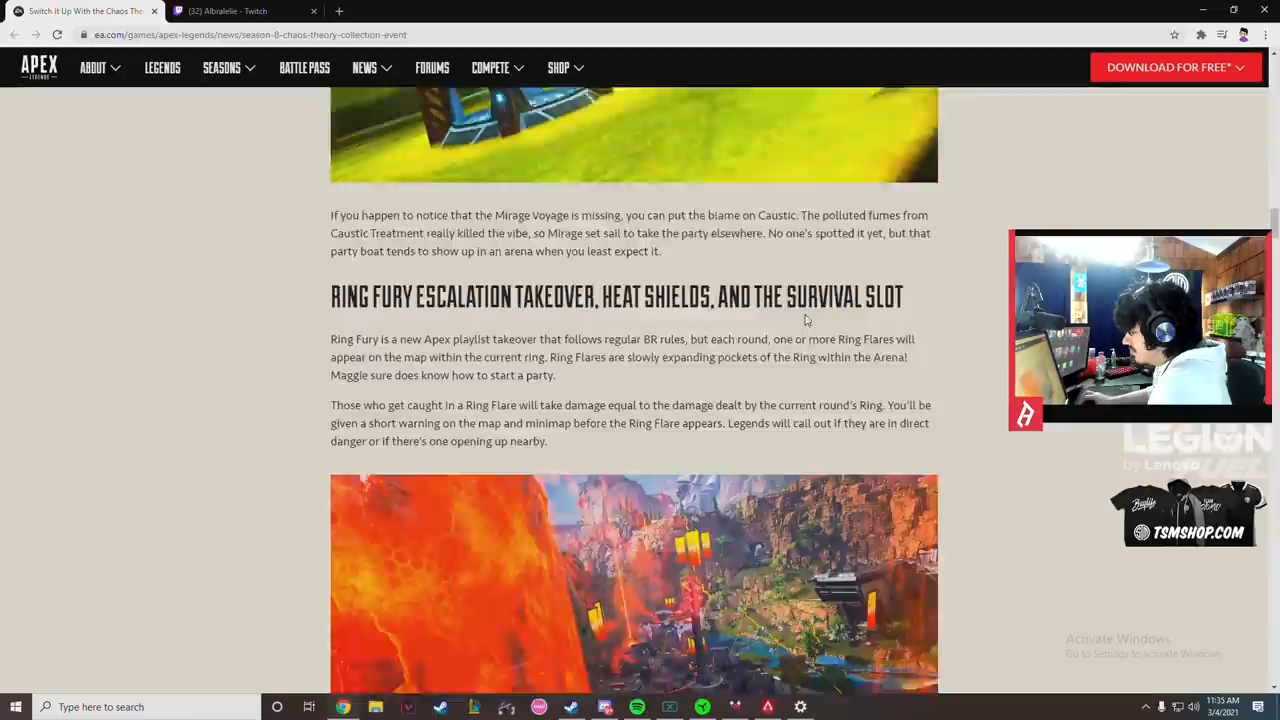 Switch It Up With the Chaos The
(32) Albralelie - Twitch
ea.com/games/apex-legends/news/season-8-chaos-theory-collection-event
APEX
LEGENDS
ABOUT
LEGENDS
SEASONS
BATTLE PASS
NEWS
FORUMS
COMPETE
SHOP
DOWNLOAD FOR FREE*
If you happen to notice that the Mirage Voyage is missing, you can put the blame on Caustic. The polluted fumes from
Caustic Treatment really killed the vibe, so Mirage set sail to take the party elsewhere. No one's spotted it yet, but that
party boat tends to show up in an arena when you least expect it.
RING FURY ESCALATION TAKEOVER, HEAT SHIELDS, AND THE SURVIVAL SLOT
Ring Fury is a new Apex playlist takeover that follows regular BR rules, but each round, one or more Ring Flares will
appear on the map within the current ring. Ring Flares are slowly expanding pockets of the Ring within the Arena!
Maggie sure does know how to start a party.
Those who get caught in a Ring Flare will take damage equal to the damage dealt by the current round's Ring. You'll be
given a short warning on the map and minimap before the Ring Flare appears. Legends will call out if they are in direct
danger or if there's one opening up nearby.
LEGION
by Lenovo
TSMSHOP.COM
Activate Windows
Go to Settings to activate Windows.
Type here to search
11:35 AM
3/4/2021